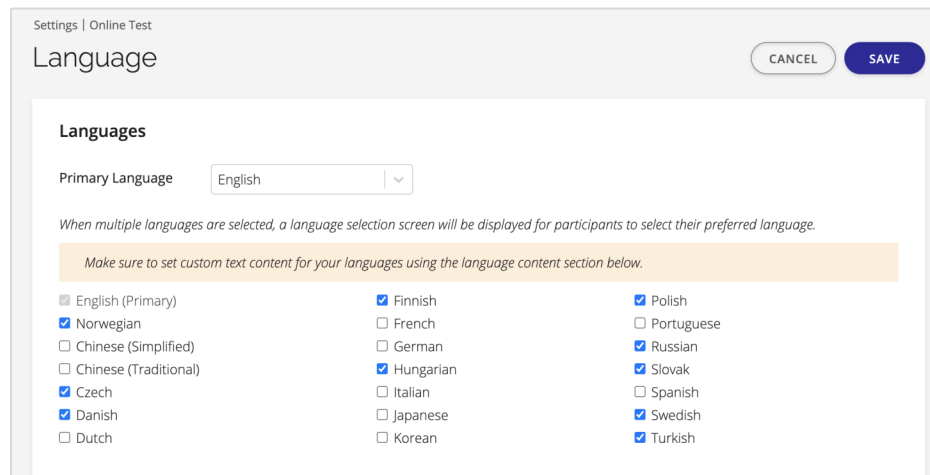 Settings | Online Test
Language
CANCEL
SAVE
Languages
Primary Language
English
When multiple languages are selected, a language selection screen will be displayed for participants to select their preferred language.
Make sure to set custom text content for your languages using the language content section below.
English (Primary)
Norwegian
Chinese (Simplified)
Chinese (Traditional)
Czech
Danish
Dutch
Finnish
French
German
Hungarian
Italian
Japanese
Korean
Polish
Portuguese
Russian
Slovak
Spanish
Swedish
Turkish